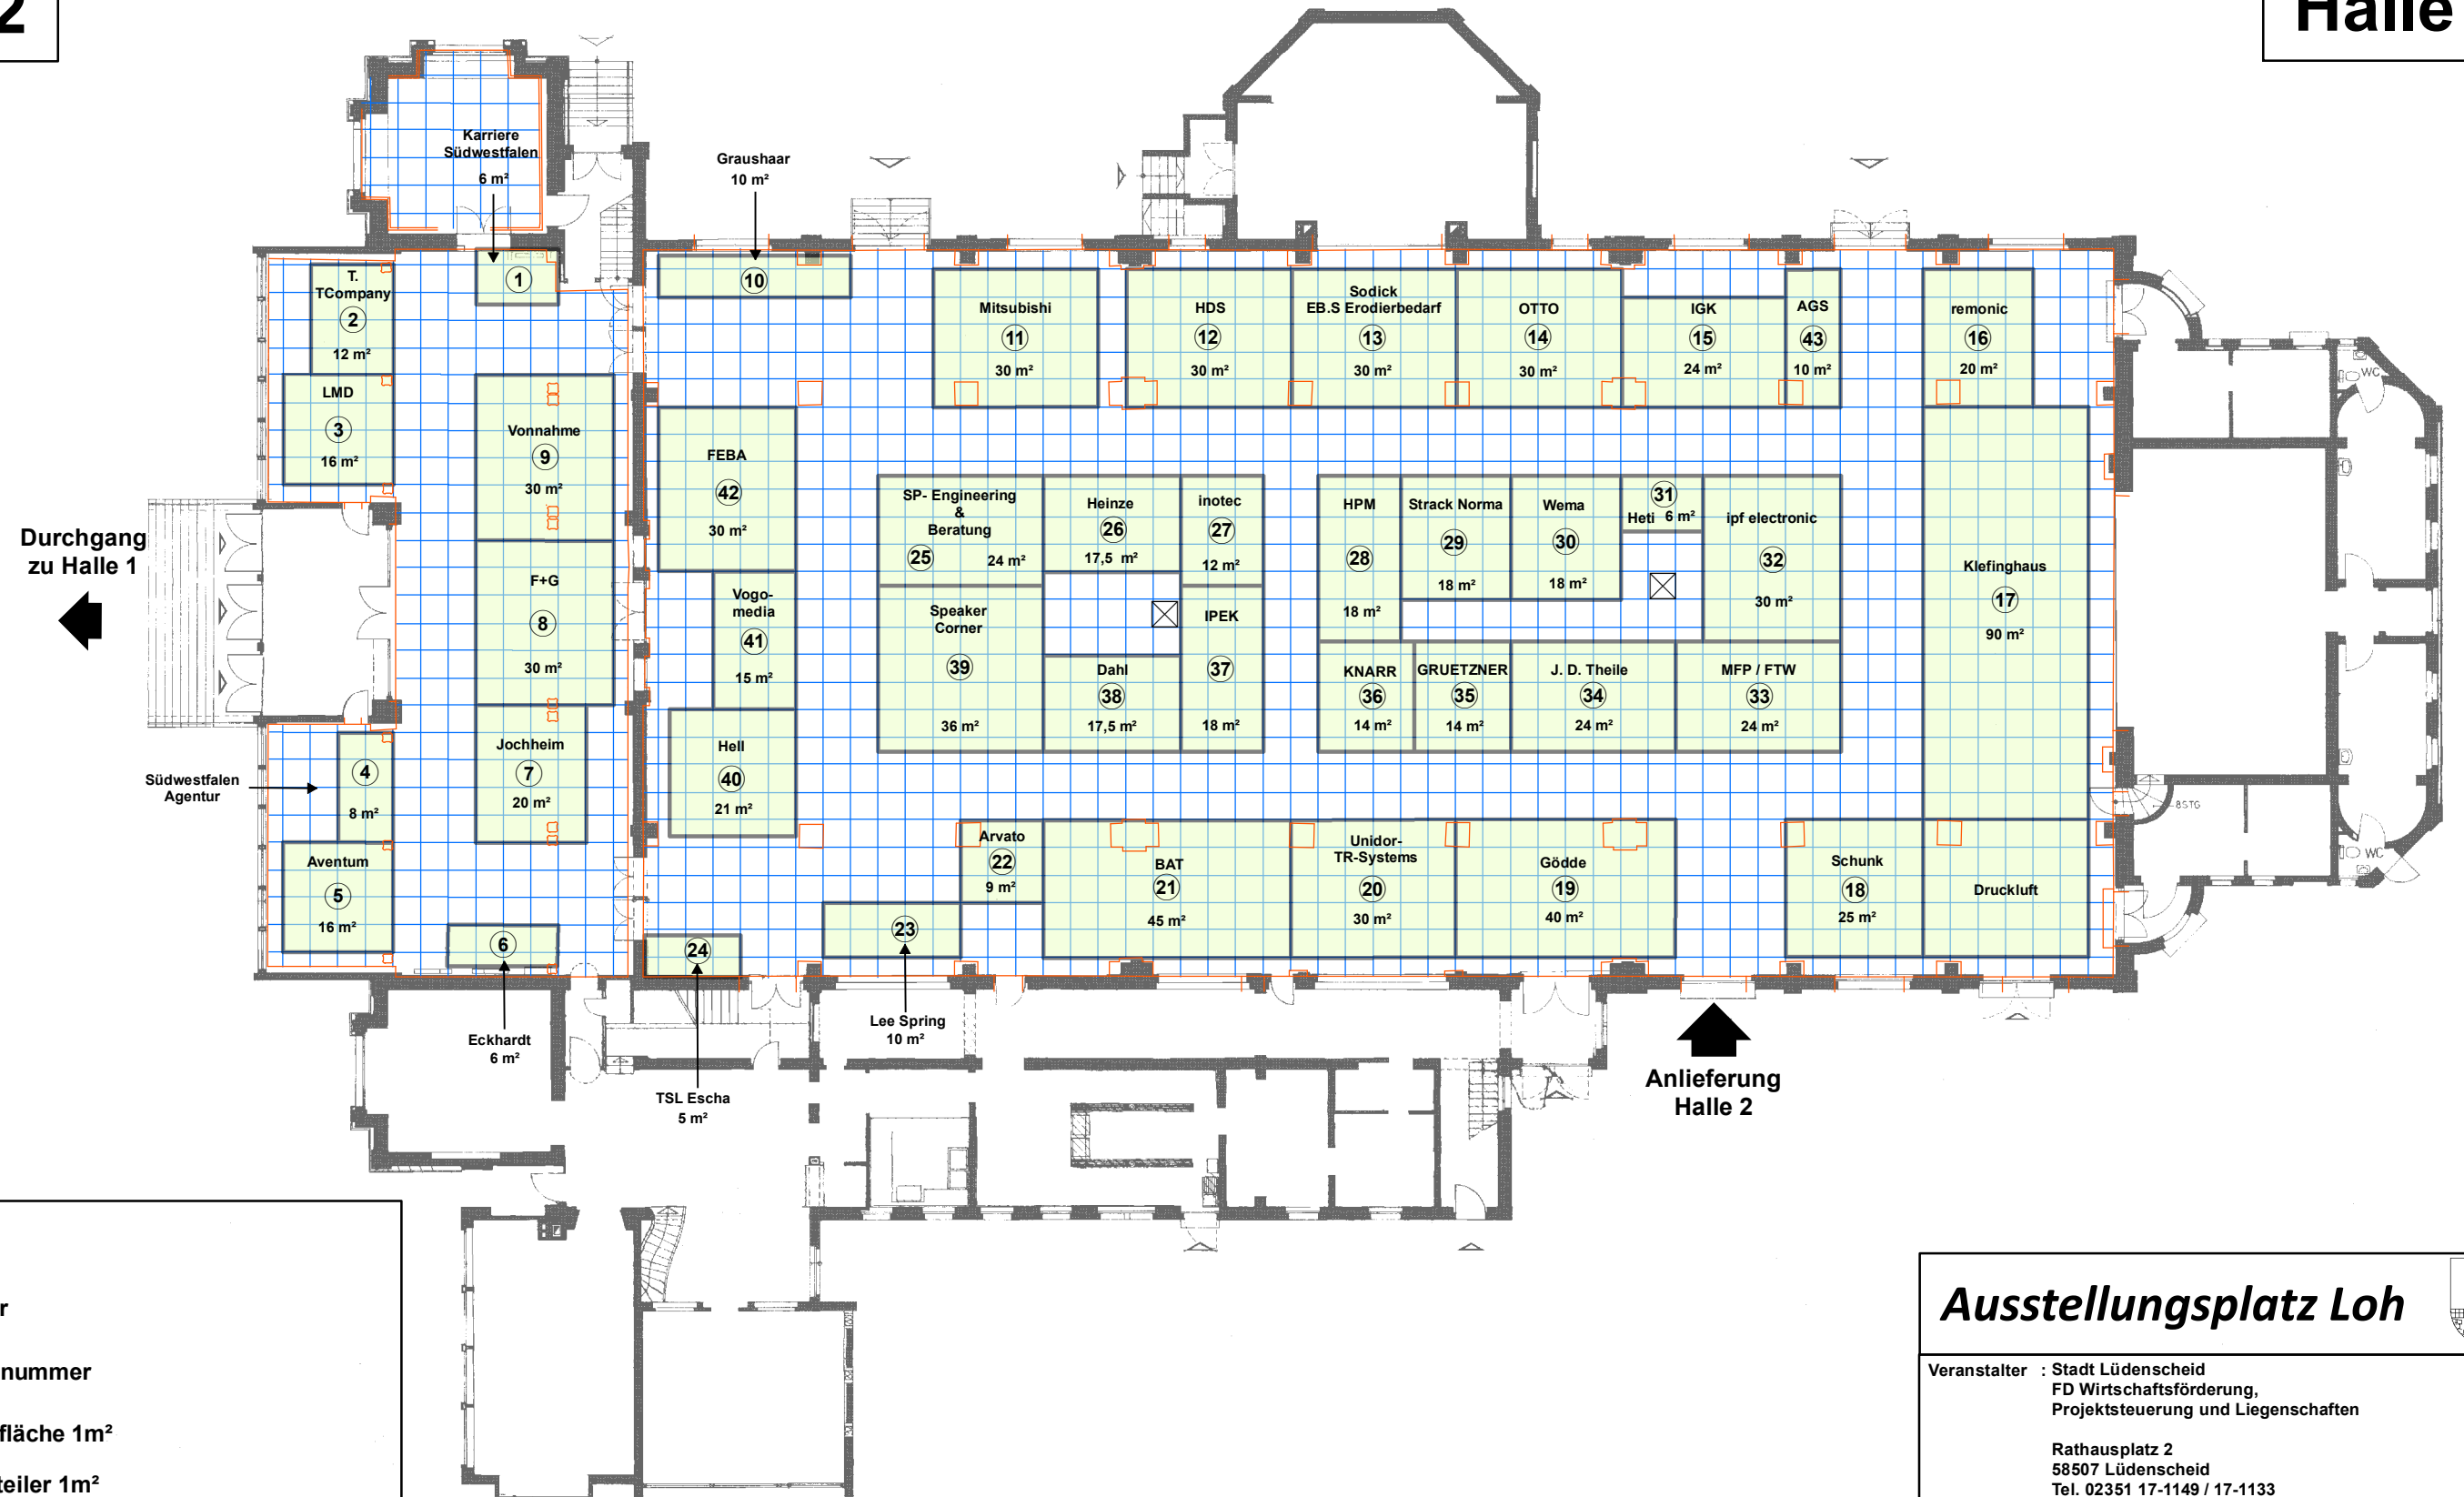 2
Halle
Karriere
Südwestfalen
6 m²
1
T.
TCompany
2
12 m²
LMD
3
16 m²
Vonnahme
9
30 m²
F+G
8
30 m²
Jochheim
7
20 m²
Durchgang
zu Halle 1
Südwestfalen
Agentur
4
8 m²
Aventum
5
16 m²
6
Eckhardt
6 m²
Graushaar
10 m²
10
Mitsubishi
11
30 m²
HDS
12
30 m²
Sodick
EB.S Erodierbedarf
13
30 m²
OTTO
14
30 m²
IGK
15
24 m²
AGS
43
10 m²
remonic
16
20 m²
FEBA
42
30 m²
Vogo-
media
41
15 m²
Hell
40
21 m²
SP- Engineering
&
Beratung
25 24 m²
Heinze
26
17,5 m²
inotec
27
12 m²
Speaker
Corner
39
36 m²
Dahl
38
17,5 m²
IPEK
37
18 m²
HPM
28
18 m²
Strack Norma
29
18 m²
Wema
30
18 m²
31
Heti 6 m²
ipf electronic
32
30 m²
KNARR
36
14 m²
GRUETZNER
35
14 m²
J. D. Theile
34
24 m²
MFP / FTW
33
24 m²
Klefinghaus
17
90 m²
Arvato
22
9 m²
BAT
21
45 m²
Unidor-
TR-Systems
20
30 m²
Gödde
19
40 m²
Schunk
18
25 m²
Druckluft
23
Lee Spring
10 m²
24
TSL Escha
5 m²
WC
8STG
WC
Anlieferung
Halle 2
r
nummer
fläche 1m²
teiler 1m²
Ausstellungsplatz Loh
Veranstalter : Stadt Lüdenscheid
FD Wirtschaftsförderung,
Projektsteuerung und Liegenschaften
Rathausplatz 2
58507 Lüdenscheid
Tel. 02351 17-1149 / 17-1133